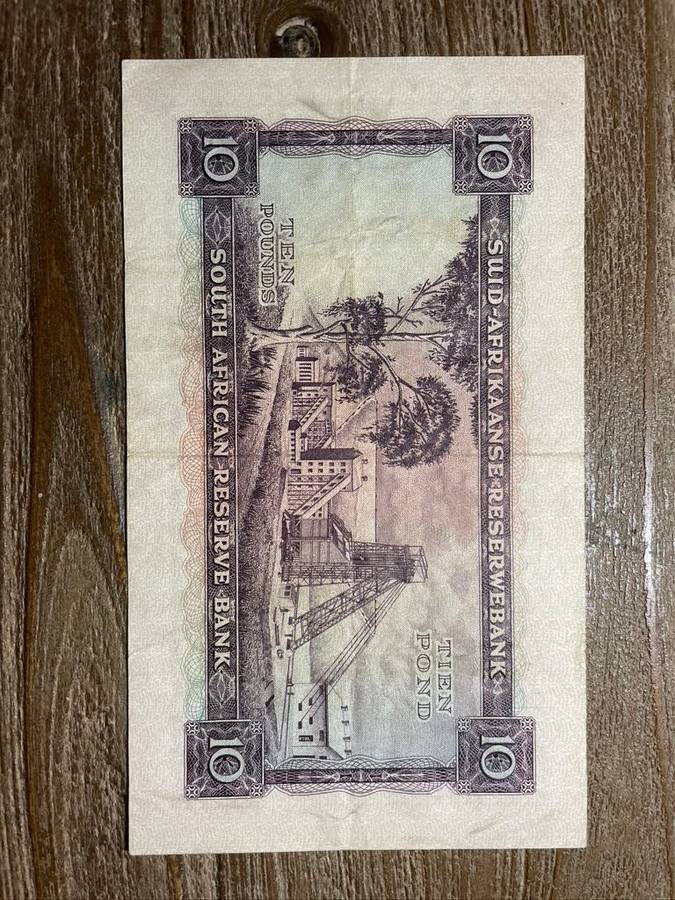 10 10
SUID-AFRIKAANSE RESERWEBANK
TIEN
POND
TEN
POUNDS
SOUTH AFRICAN RESERVE BANK
10 10